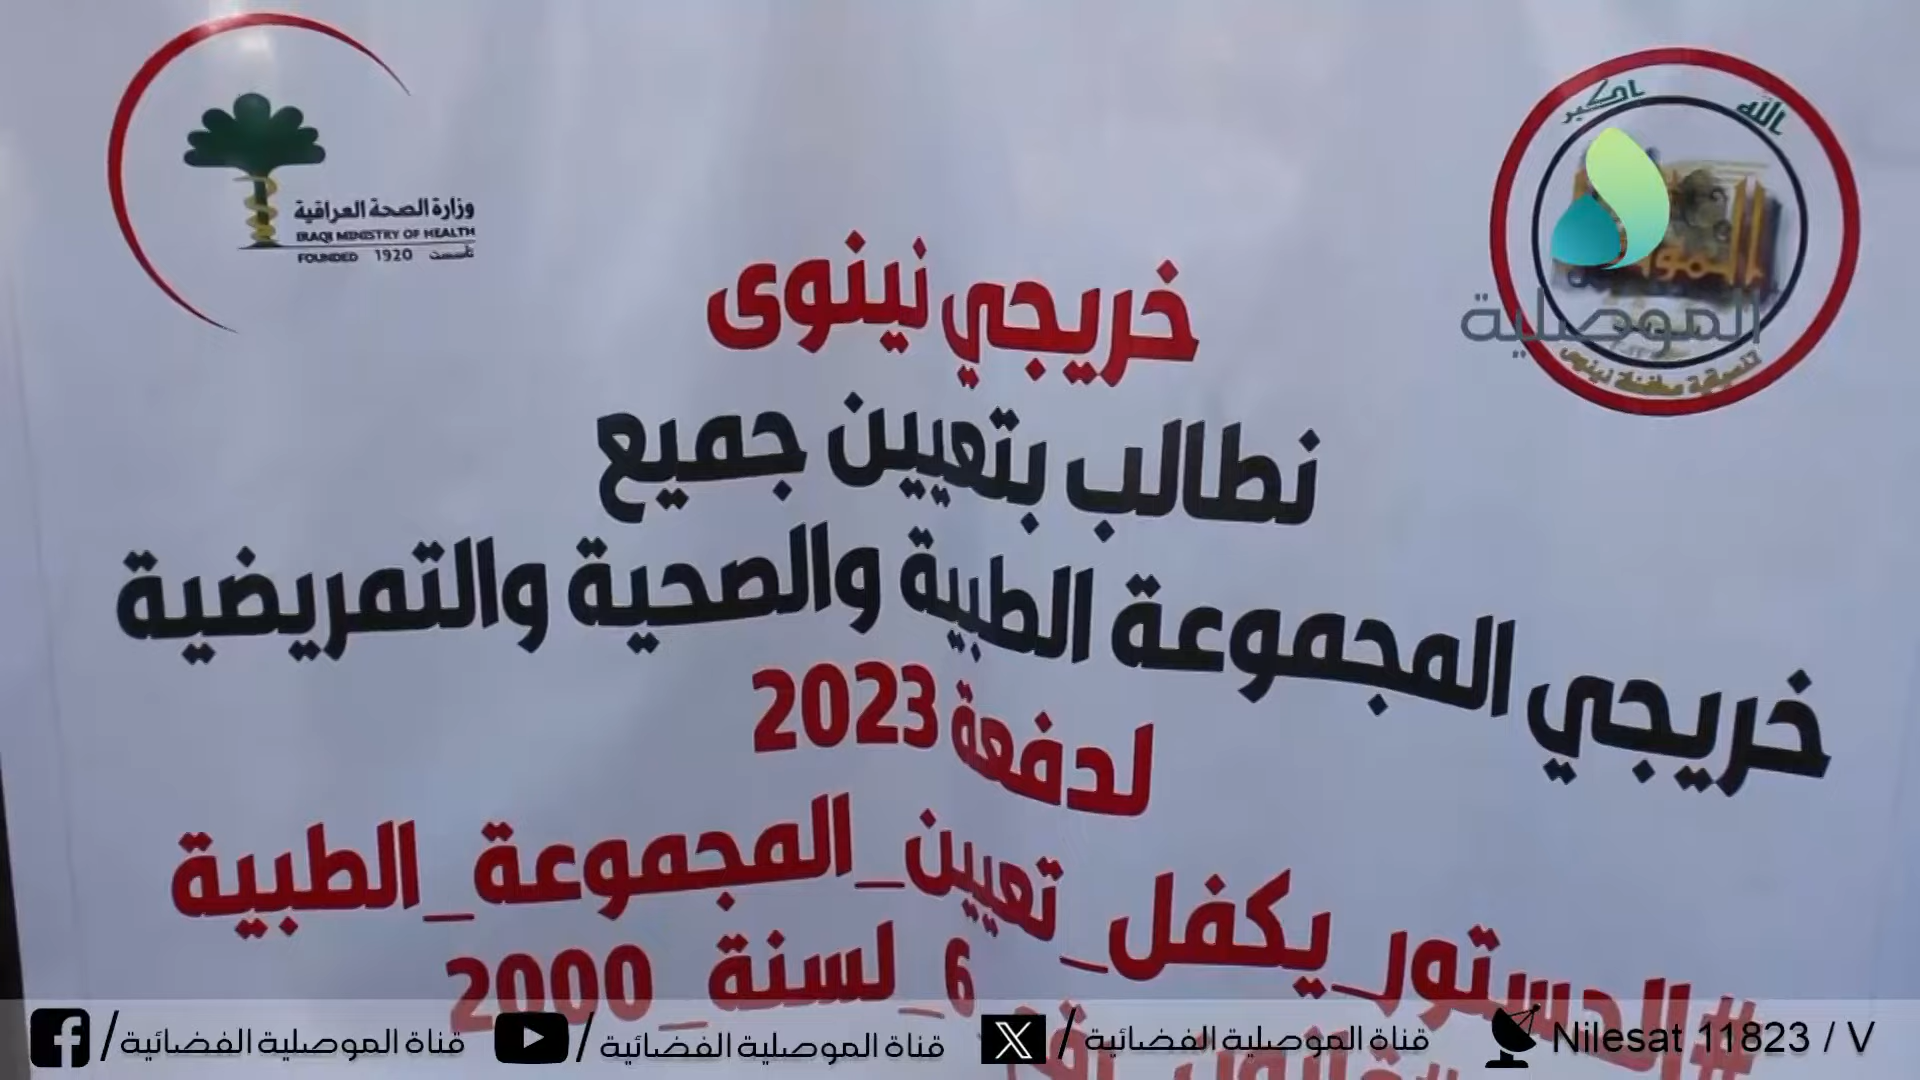 وزارة الصحة العراقية
IRAQI MINISTRY OF HEALTH
FOUNDED 1920 تأسست
الله اكبر
الموصلية
خريجي نينوى
نطالب بتعيين جميع
خريجي المجموعة الطبية والصحية والتمريضية
لدفعة 2023
#الدستور_يكفل_تعيين_المجموعة_الطبية
6_لسنة_2000
/قناة الموصلية الفضائية
/قناة الموصلية الفضائية
/قناة الموصلية الفضائية
Nilesat 11823 / V